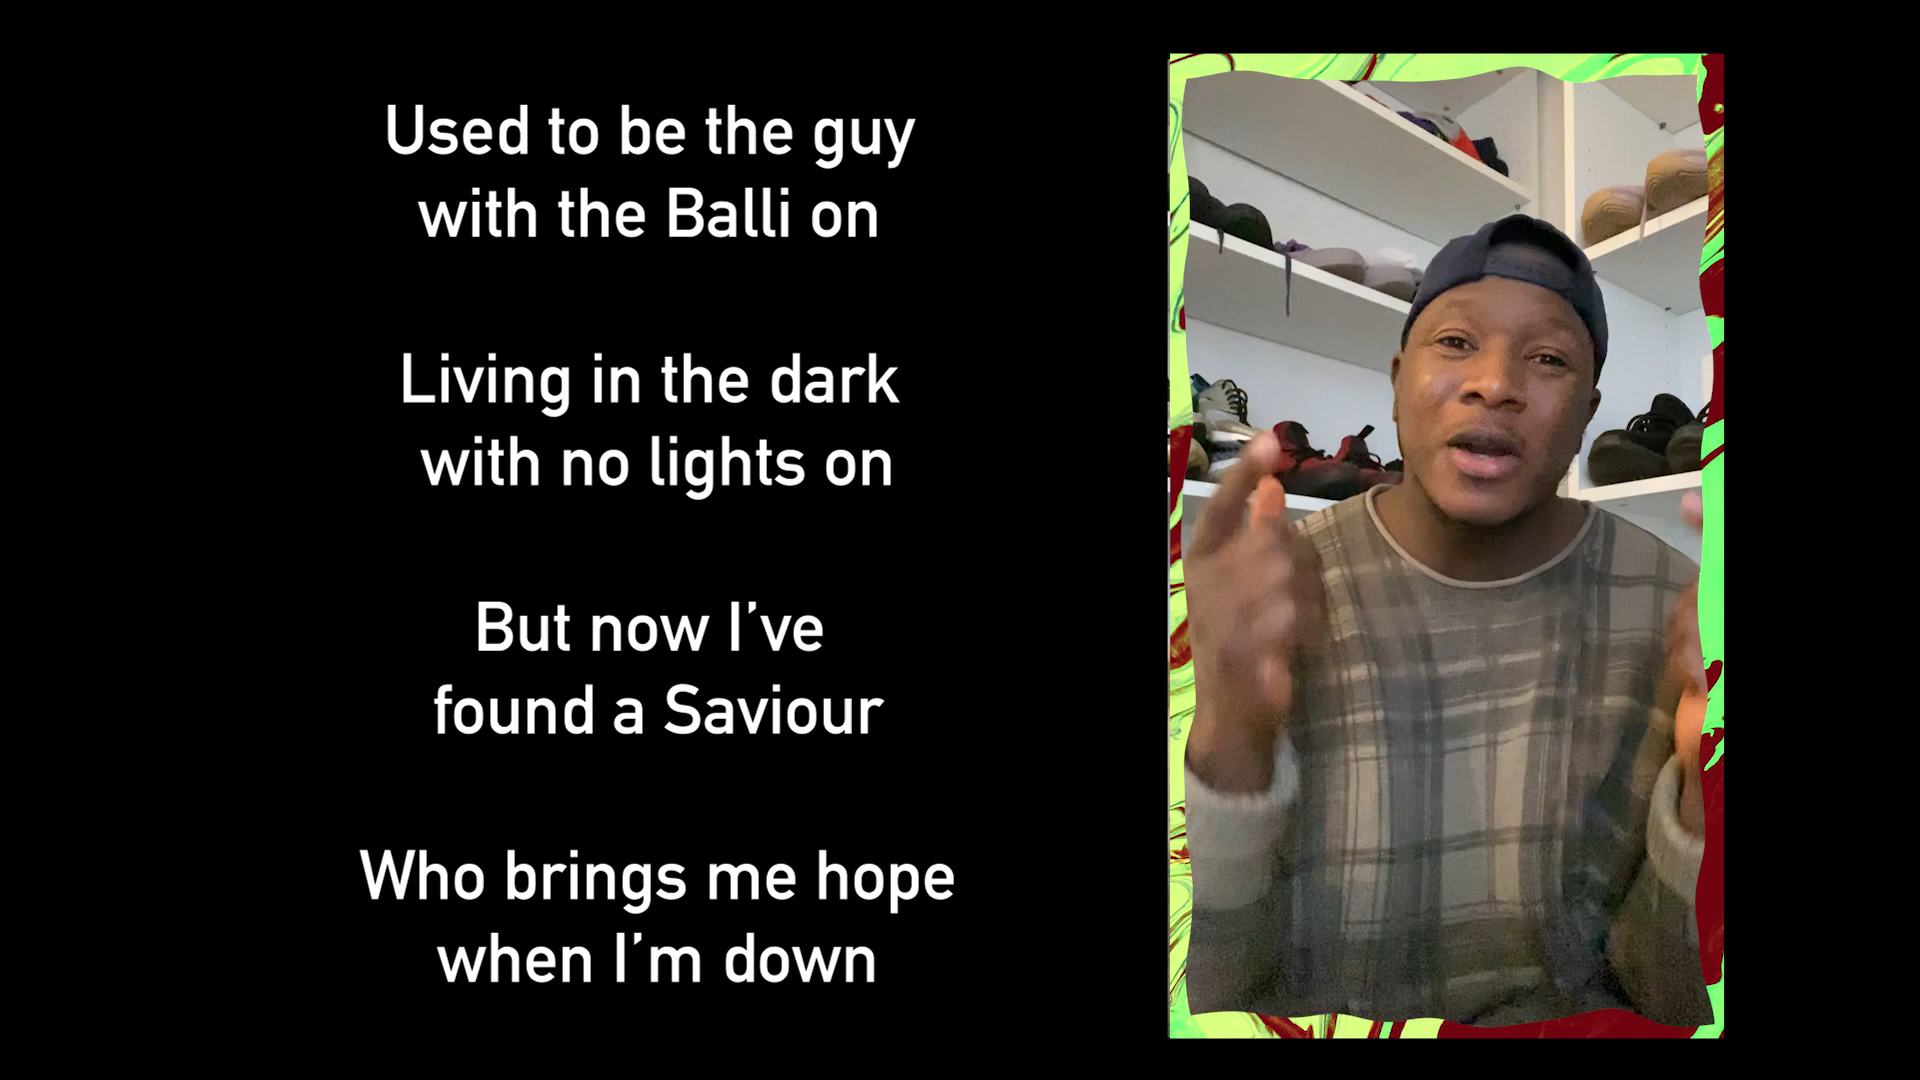 Used to be the guy
with the Balli on
Living in the dark
with no lights on
But now I’ve
found a Saviour
Who brings me hope
when I’m down